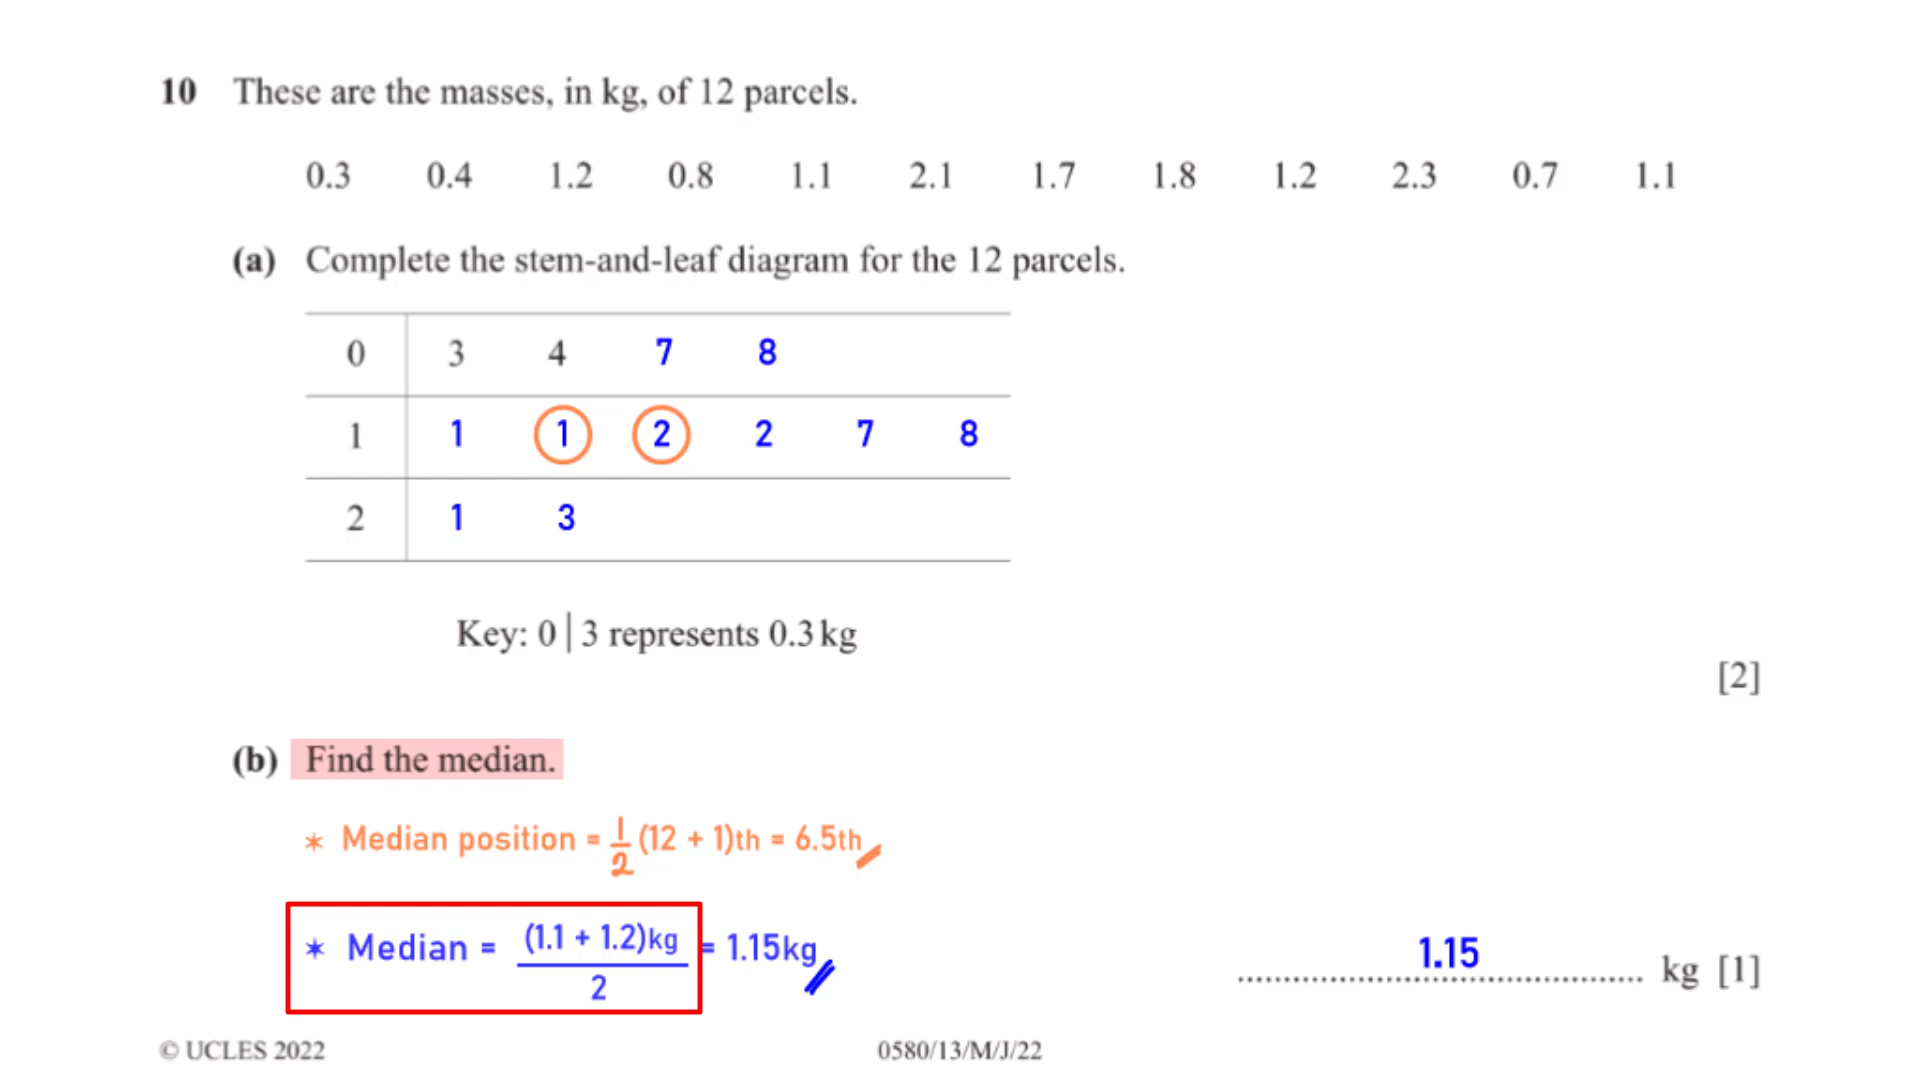 10 These are the masses, in kg, of 12 parcels.
0.3 0.4 1.2 0.8 1.1 2.1 1.7 1.8 1.2 2.3 0.7 1.1
(a) Complete the stem-and-leaf diagram for the 12 parcels.
0 3 4 7 8
1 1 1 2 2 7 8
2 1 3
Key: 0 | 3 represents 0.3 kg
[2]
(b) Find the median.
* Median position = 1/2 (12 + 1)th = 6.5th
* Median = (1.1 + 1.2)kg / 2 = 1.15kg
1.15 kg [1]
© UCLES 2022 0580/13/M/J/22